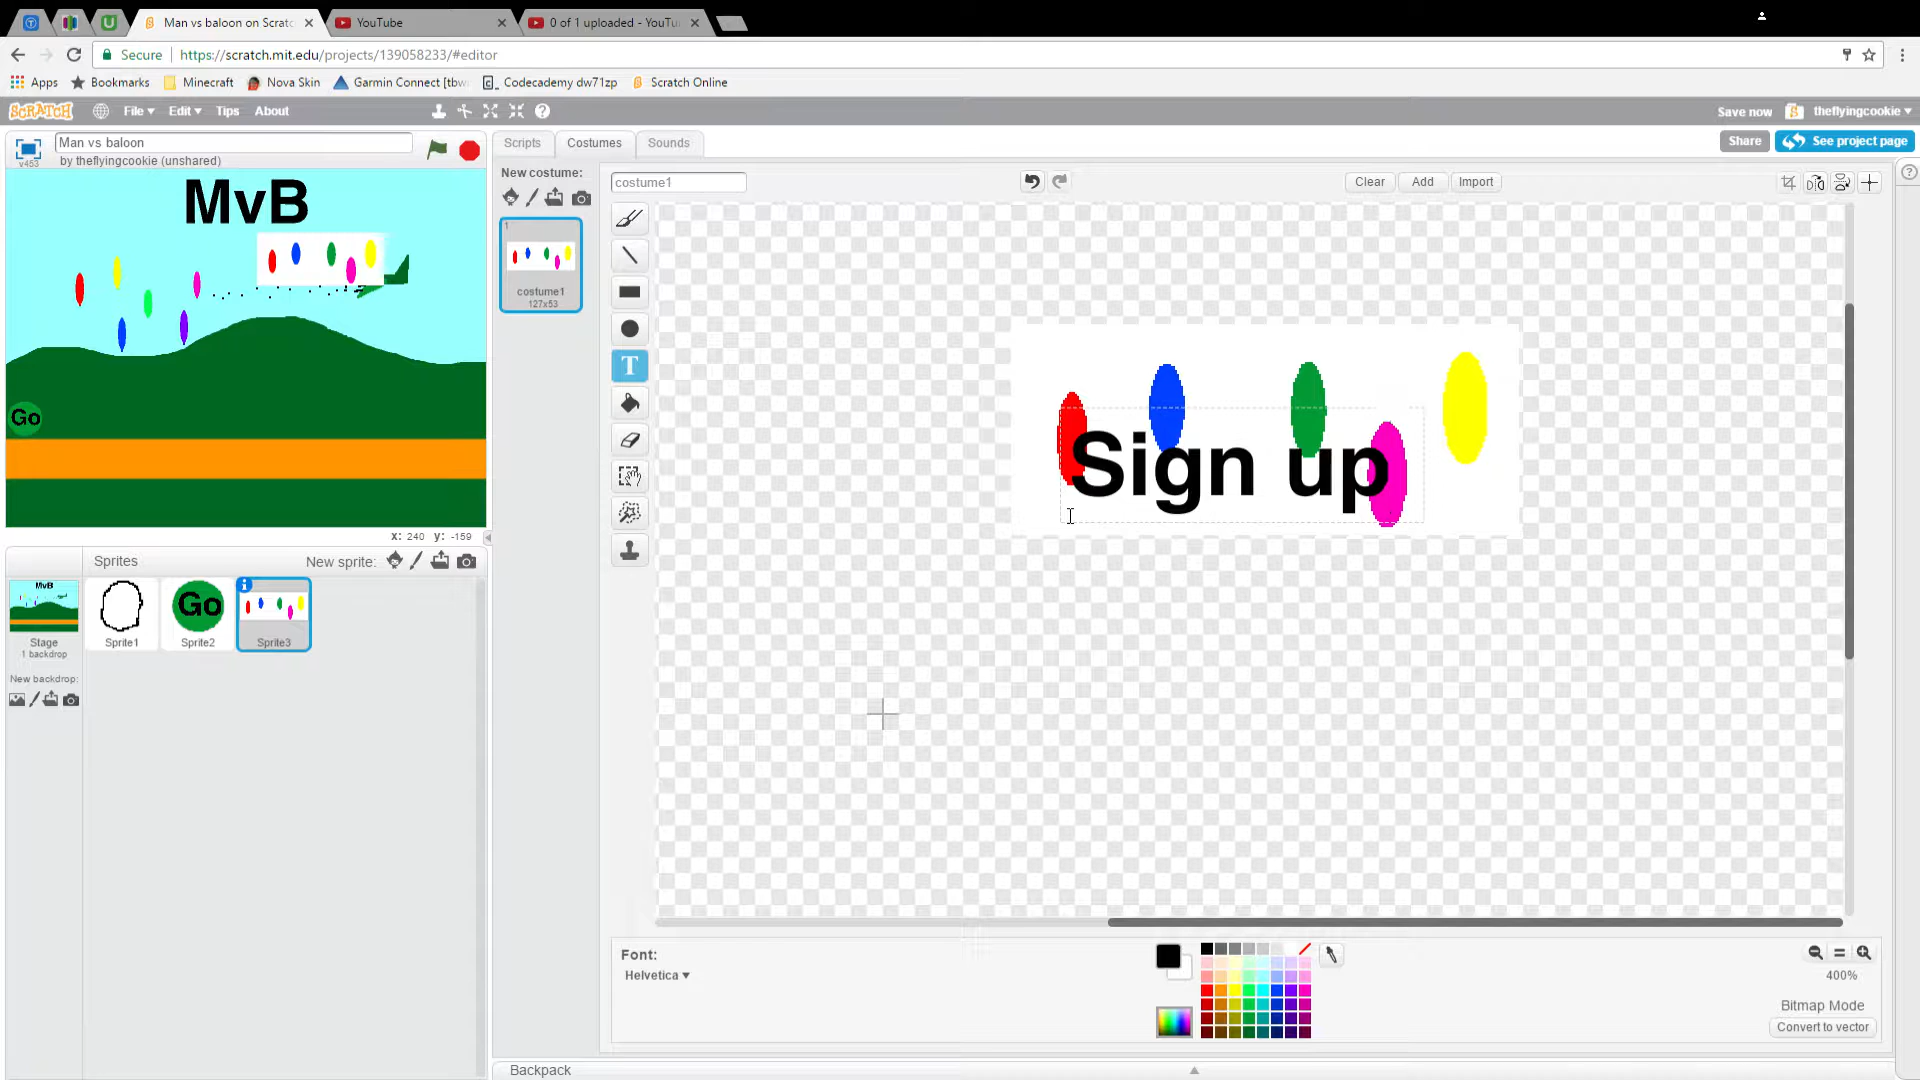 Man vs baloon on Scratc
YouTube
0 of 1 uploaded - YouTu
Secure
https://scratch.mit.edu/projects/139058233/#editor
Apps
Bookmarks
Minecraft
Nova Skin
Garmin Connect [tbw
Codecademy dw71zp
Scratch Online
SCRATCH
File
Edit
Tips
About
Save now
theflyingcookie
v453
Man vs baloon
by theflyingcookie (unshared)
Scripts
Costumes
Sounds
Share
See project page
New costume:
costume1
Clear
Add
Import
MvB
1
costume1
127x53
T
Sign up
Go
x: 240 y: -159
Sprites
New sprite:
MvB
Go
Stage
1 backdrop
Sprite1
Sprite2
Sprite3
New backdrop:
Font:
Helvetica
400%
Bitmap Mode
Convert to vector
Backpack